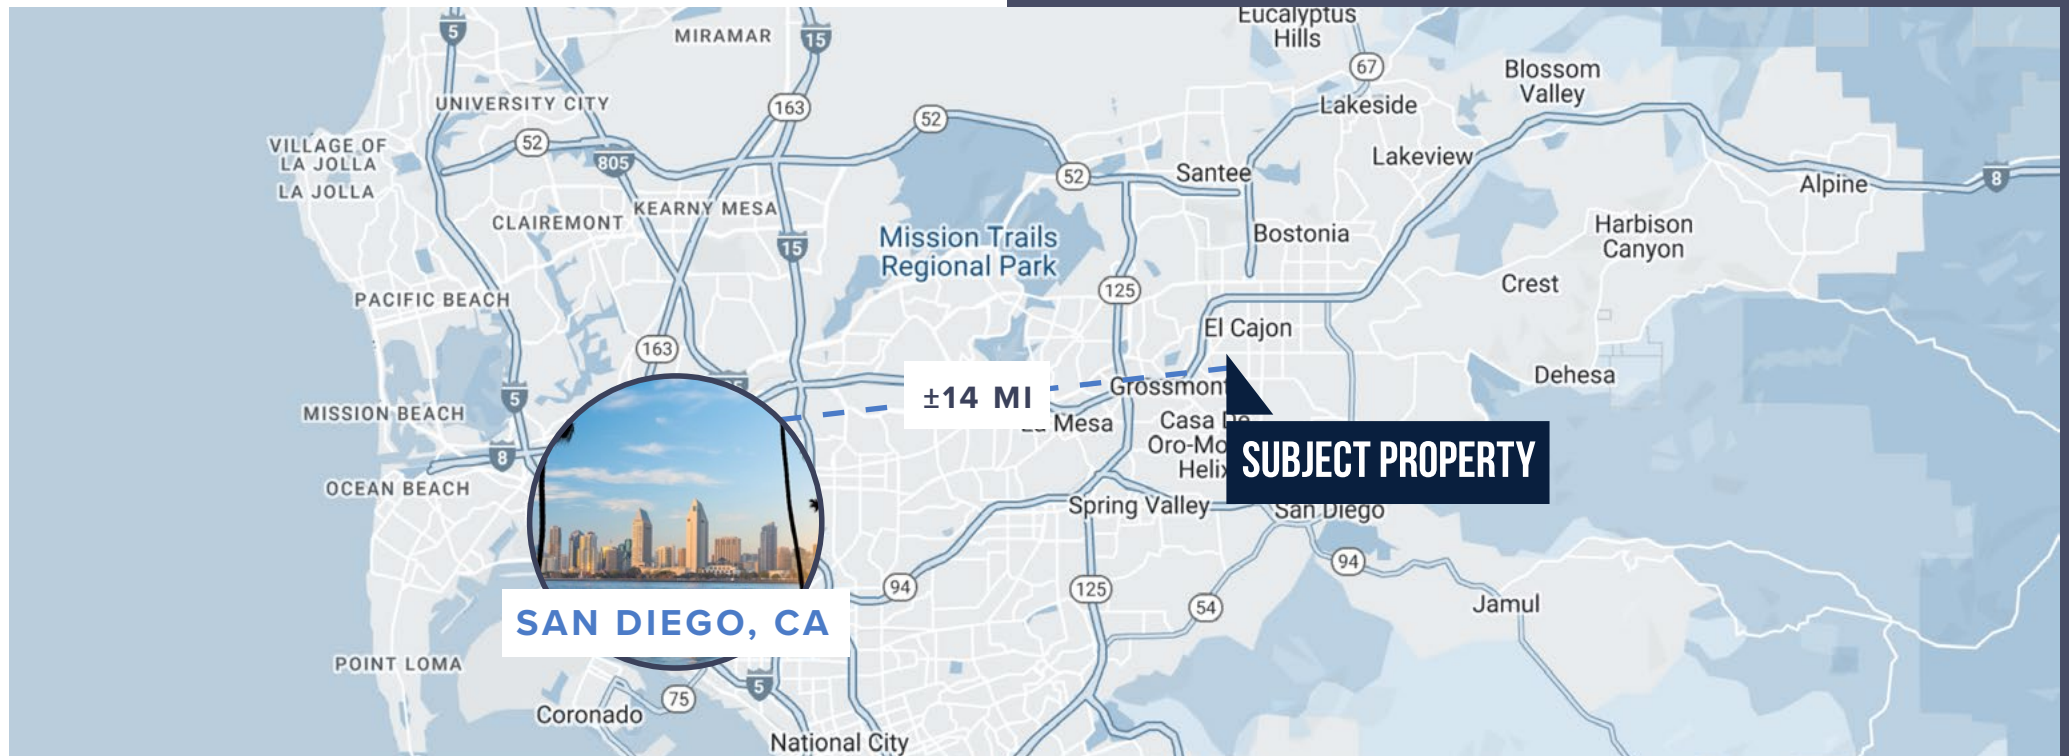 Eucalyptus
Hills
5
MIRAMAR
15
67
Blossom
Valley
UNIVERSITY CITY
163
52
Lakeside
VILLAGE OF
LA JOLLA
52
805
Lakeview
LA JOLLA
52
Santee
8
Alpine
CLAIREMONT
KEARNY MESA
Mission Trails
Regional Park
15
Bostonia
Harbison
Canyon
125
Crest
PACIFIC BEACH
El Cajon
163
Dehesa
±14 MI
Grossmont
5
MISSION BEACH
Mesa
Casa De
Oro-Mo
Helix
SUBJECT PROPERTY
8
OCEAN BEACH
Spring Valley
San Diego
94
94
125
54
Jamul
SAN DIEGO, CA
POINT LOMA
5
75
Coronado
National City